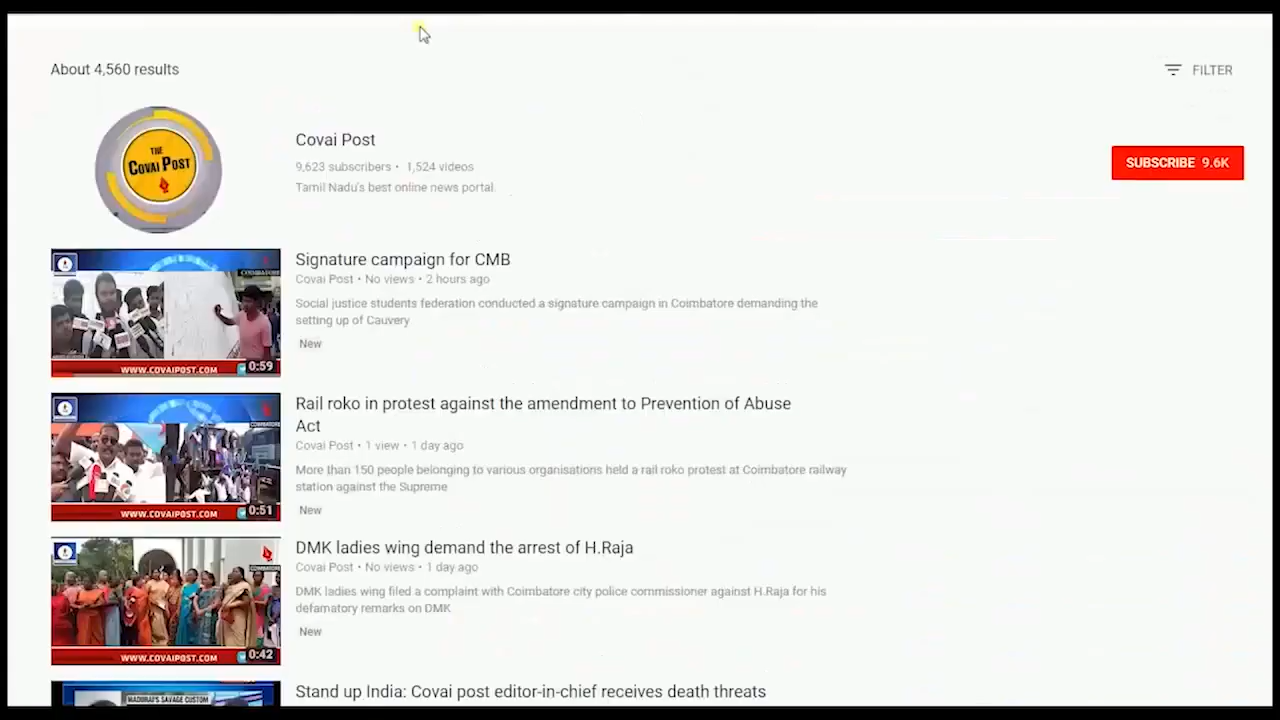 About 4,560 results
FILTER
THE
COVAI POST
Covai Post
9,623 subscribers • 1,524 videos
Tamil Nadu's best online news portal.
SUBSCRIBE 9.6K
COIMBATORE
WWW.COVAIPOST.COM
0:59
Signature campaign for CMB
Covai Post • No views • 2 hours ago
Social justice students federation conducted a signature campaign in Coimbatore demanding the
setting up of Cauvery
New
COIMBATORE
WWW.COVAIPOST.COM
0:51
Rail roko in protest against the amendment to Prevention of Abuse
Act
Covai Post • 1 view • 1 day ago
More than 150 people belonging to various organisations held a rail roko protest at Coimbatore railway
station against the Supreme
New
COIMBATORE
WWW.COVAIPOST.COM
0:42
DMK ladies wing demand the arrest of H.Raja
Covai Post • No views • 1 day ago
DMK ladies wing filed a complaint with Coimbatore city police commissioner against H.Raja for his
defamatory remarks on DMK
New
MADURAI'S SAVAGE CUSTOM
Stand up India: Covai post editor-in-chief receives death threats